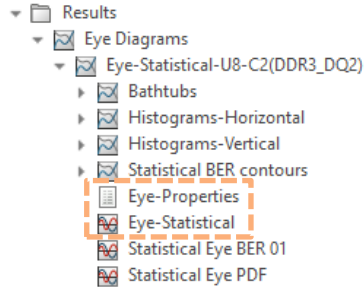 Results
Eye Diagrams
Eye-Statistical-U8-C2(DDR3_DQ2)
Bathtubs
Histograms-Horizontal
Histograms-Vertical
Statistical BER contours
Eye-Properties
Eye-Statistical
Statistical Eye BER 01
Statistical Eye PDF